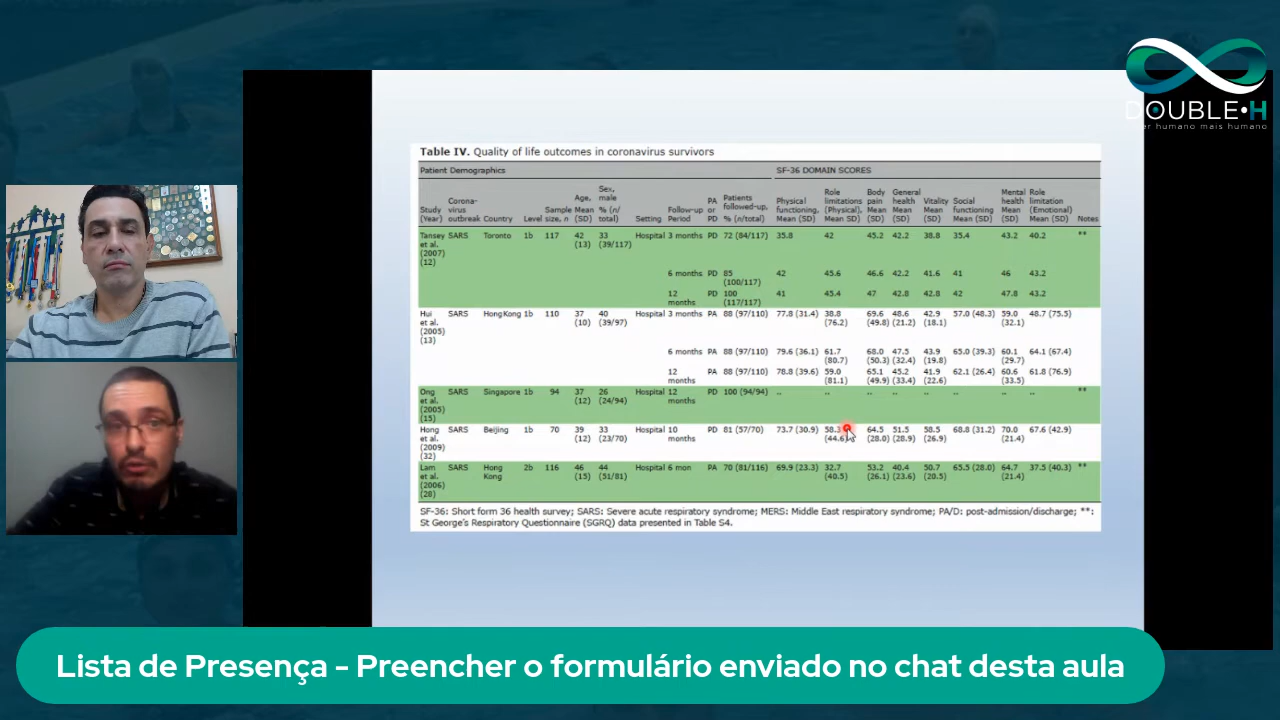 DOUBLE•H
er humano mais humano
Table IV. Quality of life outcomes in coronavirus survivors
Patient Demographics SF-36 DOMAIN SCORES
Study (Year) Corona-virus outbreak Country Level Sample size, n Age, Mean (SD) Sex, male % (n/total) Setting Follow-up Period PA or PD Patients followed-up, % (n/total) Physical functioning, Mean (SD) Role limitations (Physical), Mean SD) Body pain Mean (SD) General health Mean (SD) Vitality Mean (SD) Social functioning Mean (SD) Mental health Mean (SD) Role limitation (Emotional) Mean (SD) Notes
Tansey et al. (2007) (12) SARS Toronto 1b 117 42 (13) 33 (39/117) Hospital 3 months PD 72 (84/117) 35.8 42 45.2 42.2 38.8 35.4 43.2 40.2 **
6 months PD 85 (100/117) 42 45.6 46.6 42.2 41.6 41 46 43.2
12 months PD 100 (117/117) 41 45.4 47 42.8 42.8 42 47.8 43.2
Hui et al. (2005) (13) SARS HongKong 1b 110 37 (10) 40 (39/97) Hospital 3 months PA 88 (97/110) 77.8 (31.4) 38.8 (76.2) 69.6 (49.8) 48.6 (21.2) 42.9 (18.1) 57.0 (48.3) 59.0 (32.1) 48.7 (75.5)
6 months PA 88 (97/110) 79.6 (36.1) 61.7 (80.7) 68.0 (50.3) 47.5 (32.4) 43.9 (19.8) 65.0 (39.3) 60.1 (29.7) 64.1 (67.4)
12 months PA 88 (97/110) 78.8 (39.6) 59.0 (81.1) 65.1 (49.9) 45.2 (33.4) 41.9 (22.6) 62.1 (26.4) 60.6 (33.5) 61.8 (76.9)
Ong et al. (2005) (15) SARS Singapore 1b 94 37 (12) 26 (24/94) Hospital 12 months PD 100 (94/94) .. .. .. .. .. .. .. .. **
Hong et al. (2009) (32) SARS Beijing 1b 70 39 (12) 33 (23/70) Hospital 10 months PD 81 (57/70) 73.7 (30.9) 58.3 (44.6) 64.5 (28.0) 51.5 (28.9) 58.5 (26.9) 68.8 (31.2) 70.0 (21.4) 67.6 (42.9)
Lam et al. (2006) (28) SARS Hong Kong 2b 116 46 (15) 44 (51/81) Hospital 6 mon PA 70 (81/116) 69.9 (23.3) 32.7 (40.5) 53.2 (26.1) 40.4 (23.6) 50.7 (20.5) 65.5 (28.0) 64.7 (21.4) 37.5 (40.3) **
SF-36: Short form 36 health survey; SARS: Severe acute respiratory syndrome; MERS: Middle East respiratory syndrome; PA/D: post-admission/discharge; **:
St George's Respiratory Questionnaire (SGRQ) data presented in Table S4.
Lista de Presença - Preencher o formulário enviado no chat desta aula